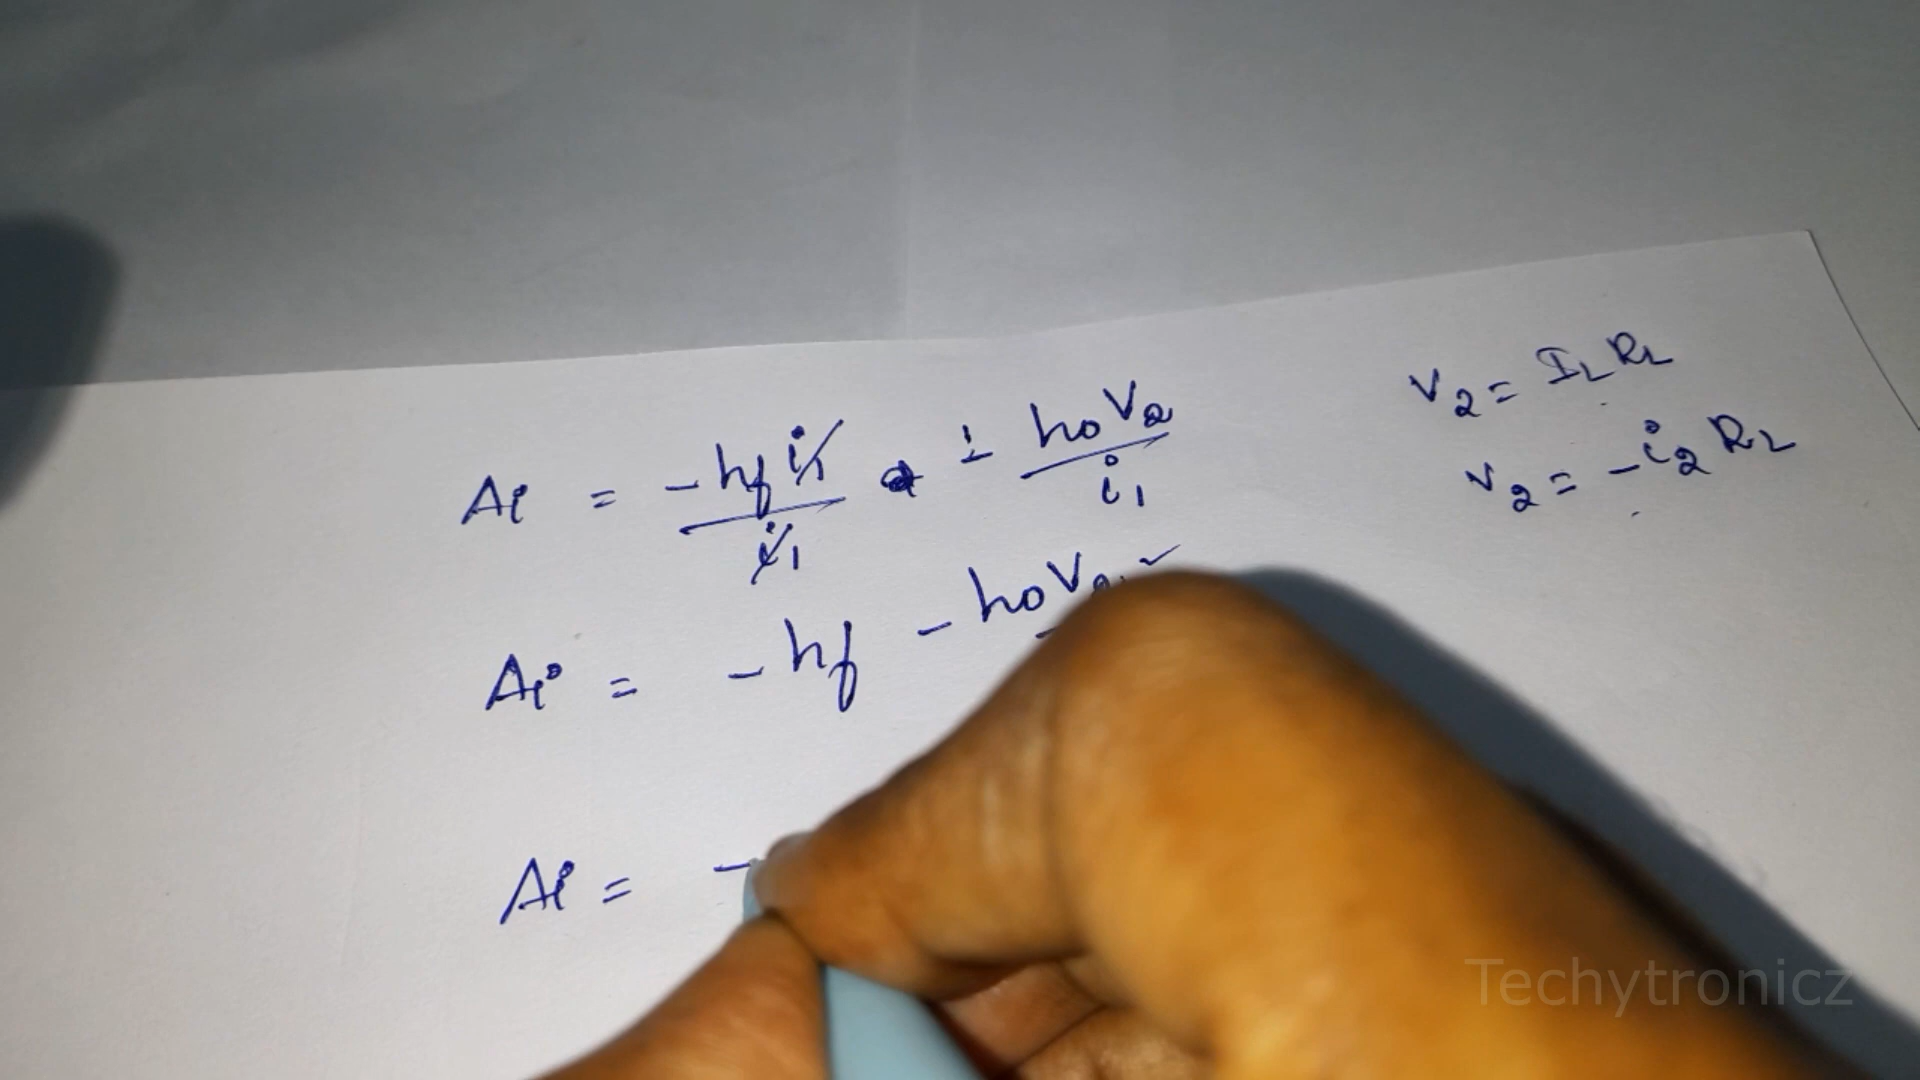 Ai = -hf i1 / i1 - ho V2 / i1
V2 = IL RL
V2 = -i2 RL
Ai = -hf - ho V2
Ai = -
Techytronicz